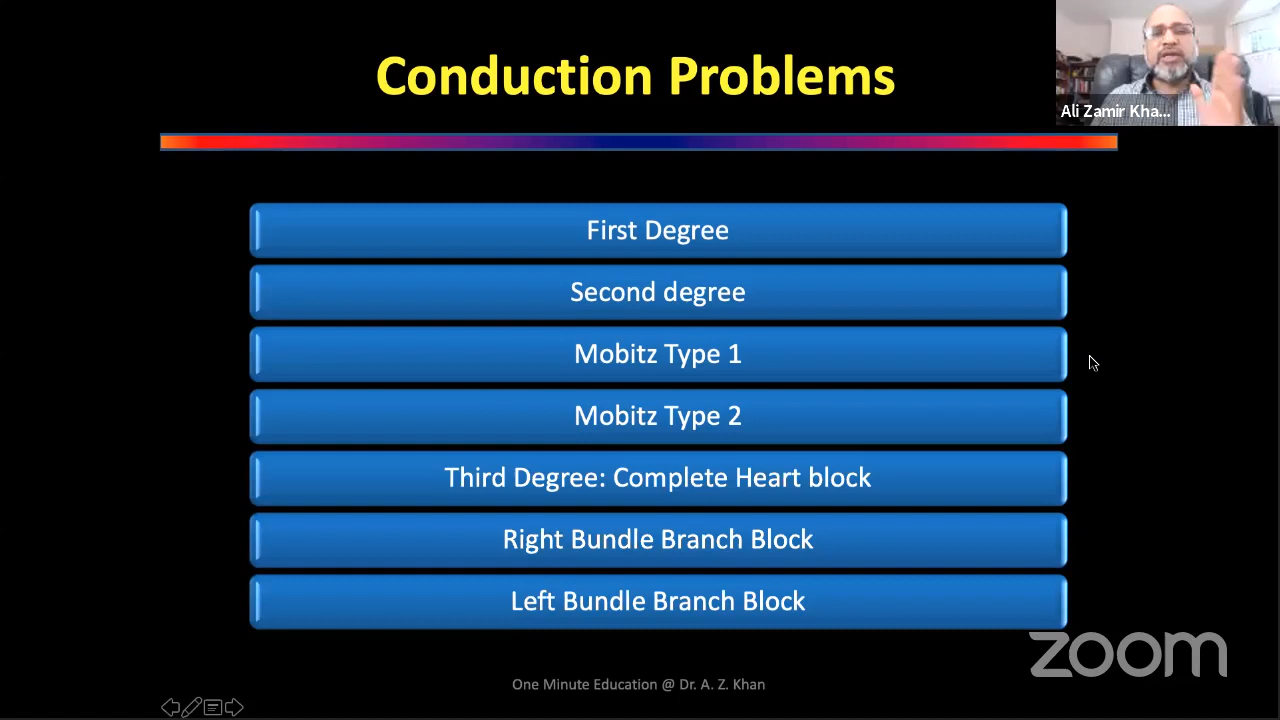 Conduction Problems
Ali Zamir Kha...
First Degree
Second degree
Mobitz Type 1
Mobitz Type 2
Third Degree: Complete Heart block
Right Bundle Branch Block
Left Bundle Branch Block
zoom
One Minute Education @ Dr. A. Z. Khan